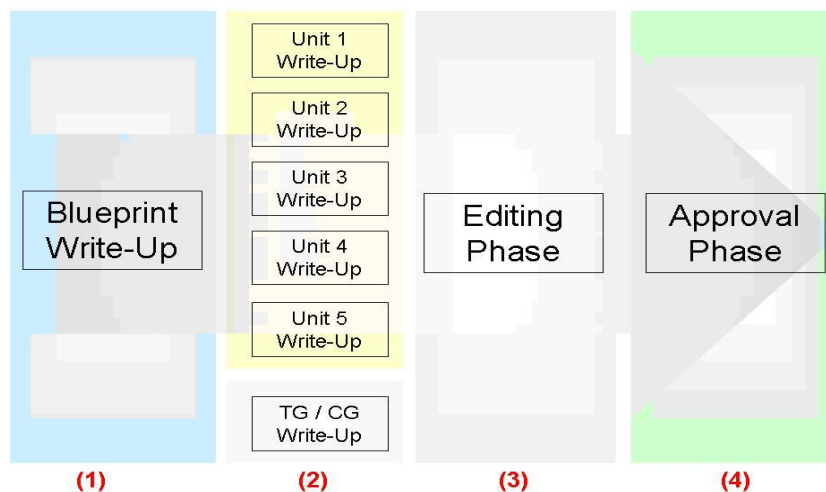 Blueprint
Write-Up
Unit 1
Write-Up
Unit 2
Write-Up
Unit 3
Write-Up
Unit 4
Write-Up
Unit 5
Write-Up
TG / CG
Write-Up
Editing
Phase
Approval
Phase
(1)
(2)
(3)
(4)